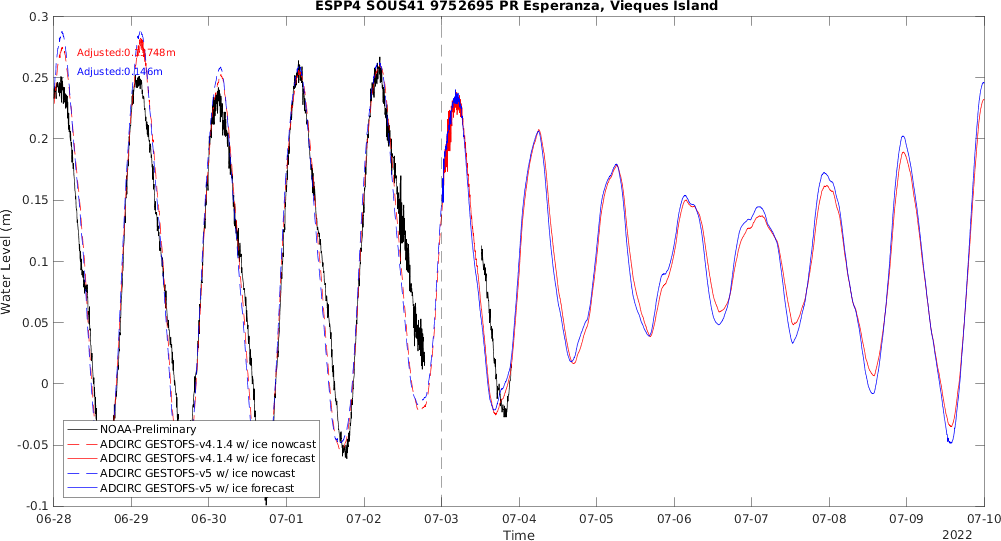 ESPP4 SOUS41 9752695 PR Esperanza, Vieques Island
0.3
0.25
0.2
0.15
0.1
0.05
0
-0.05
-0.1
Water Level (m)
Adjusted:0.
Adjusted:0.146m
NOAA-Preliminary
ADCIRC GESTOFS-v4.1.4 w/ ice nowcast
ADCIRC GESTOFS-v4.1.4 w/ ice forecast
ADCIRC GESTOFS-v5 w/ ice nowcast
ADCIRC GESTOFS-v5 w/ ice forecast
06-28 06-29 06-30 07-01 07-02 07-03 07-04 07-05 07-06 07-07 07-08 07-09 07-10
Time
2022